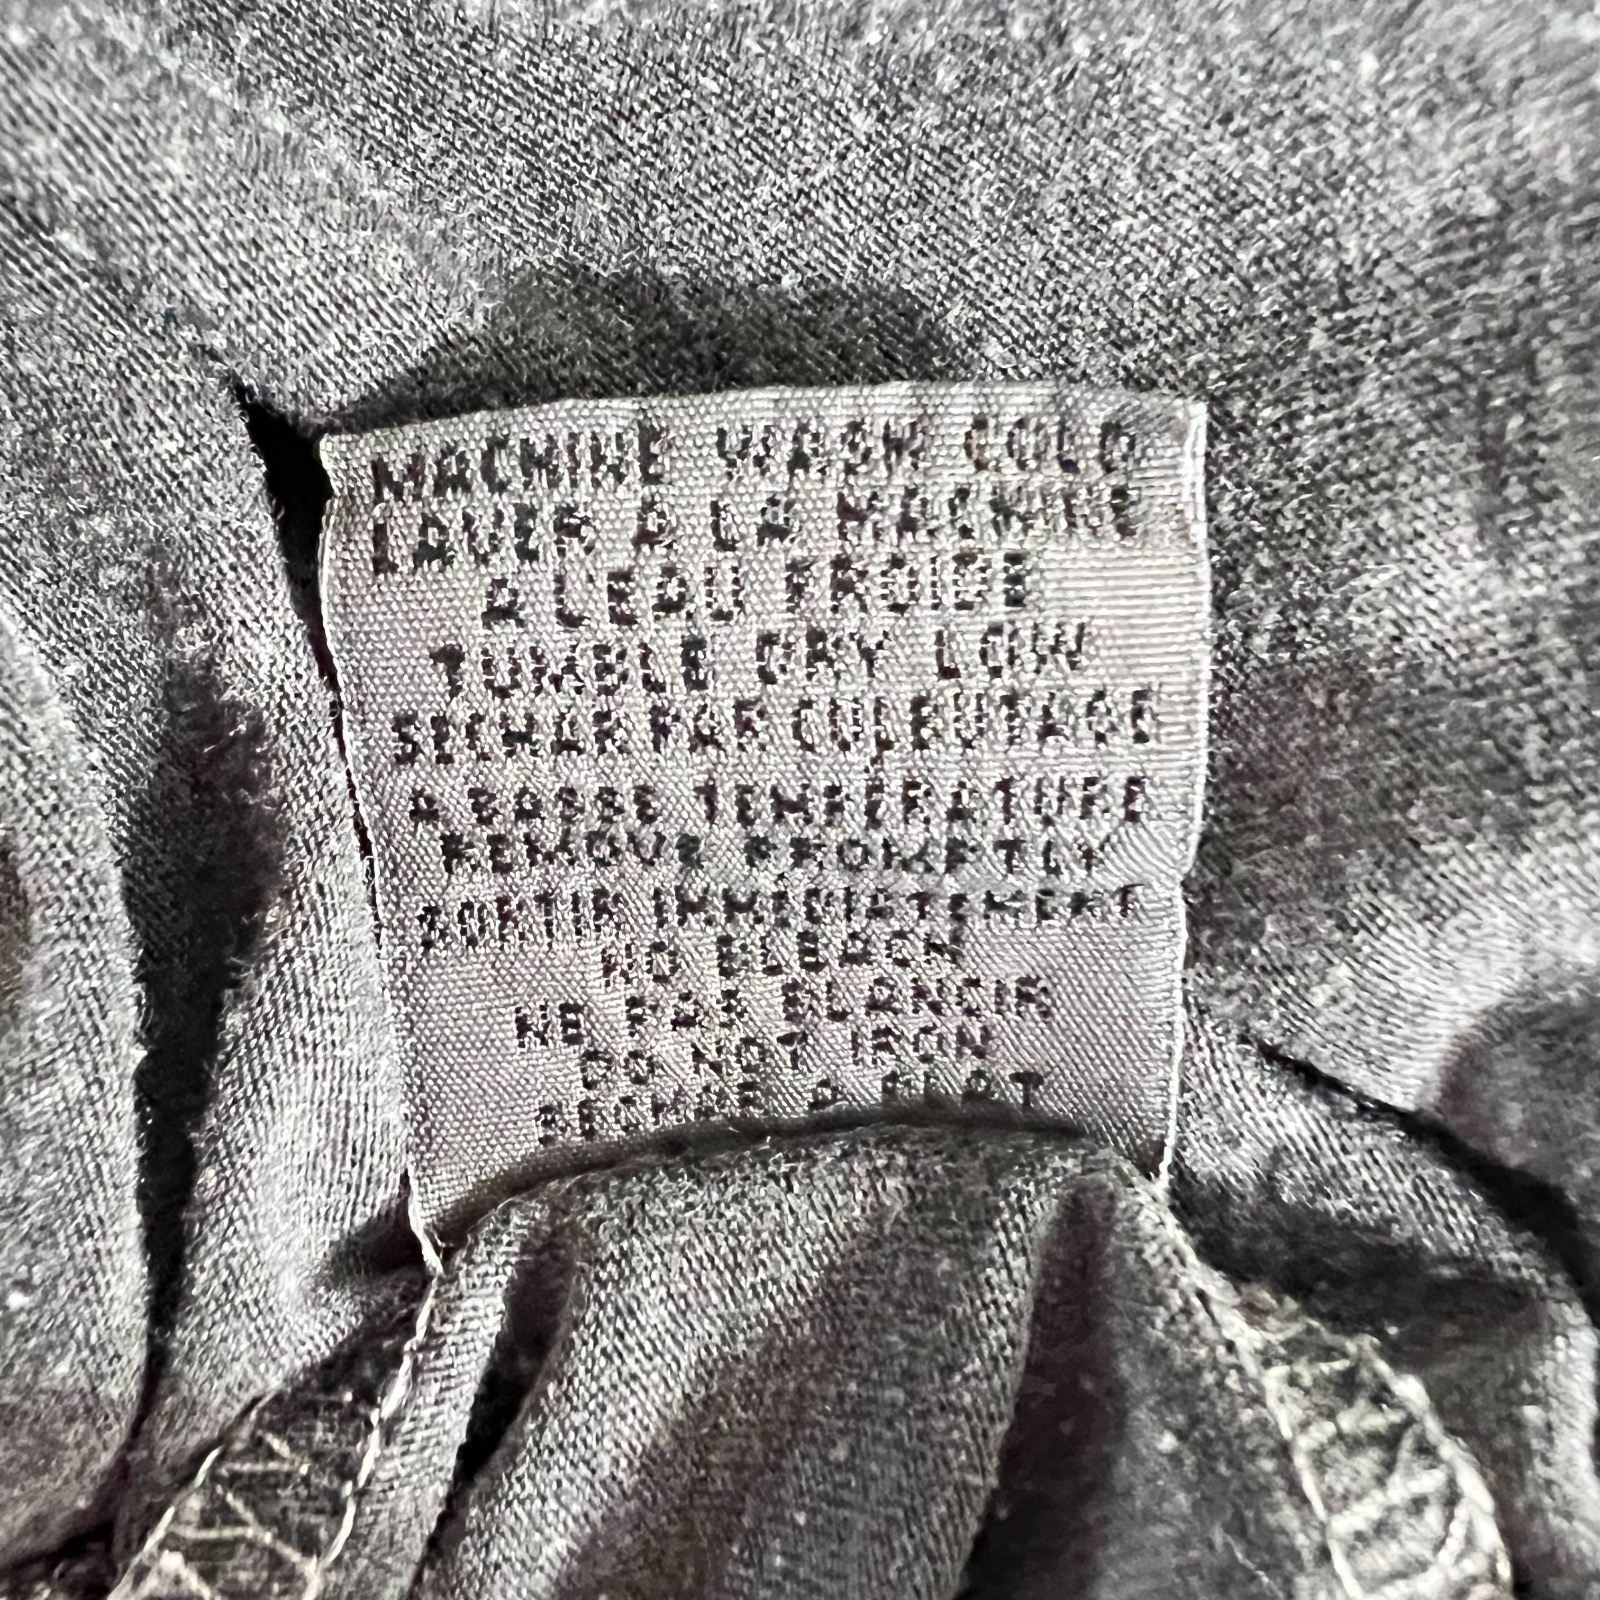 MACHINE WASH COLD
LAVER A LA MACHINE
A L'EAU FROIDE
TUMBLE DRY LOW
SECHAR PAR CULBUTAGE
A BASSE TEMPERATURE
REMOVE PROMPTLY
SORTIR IMMEDIATEMENT
NO BLEACH
NE PAS BLANCIR
DO NOT IRON